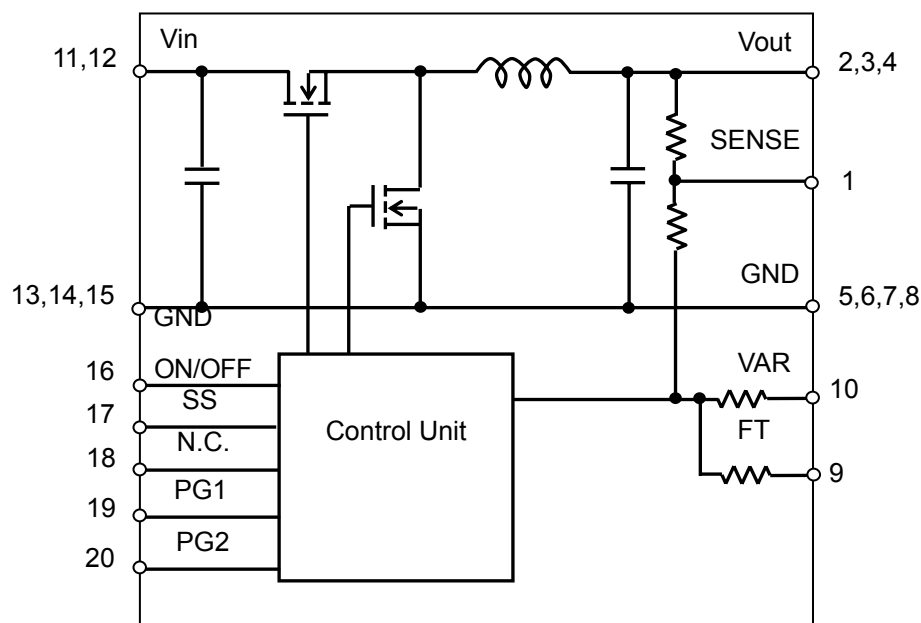 Vin
Vout
11,12
2,3,4
SENSE
1
GND
13,14,15
5,6,7,8
GND
16
ON/OFF
VAR
10
17
SS
Control Unit
FT
18
N.C.
9
19
PG1
20
PG2